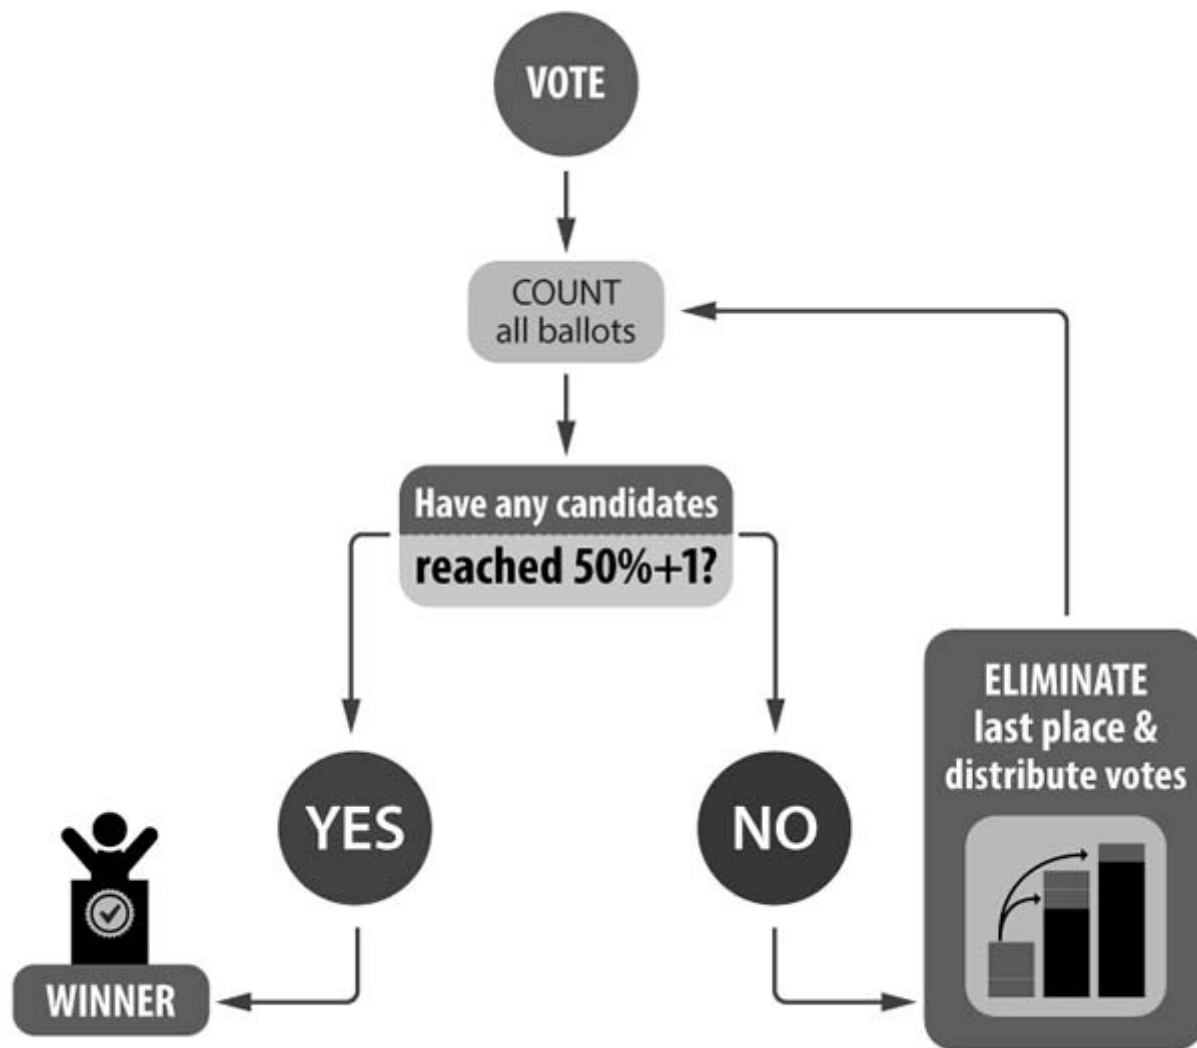 VOTE
COUNT
all ballots
Have any candidates
reached 50%+1?
YES
NO
ELIMINATE
last place &
distribute votes
WINNER